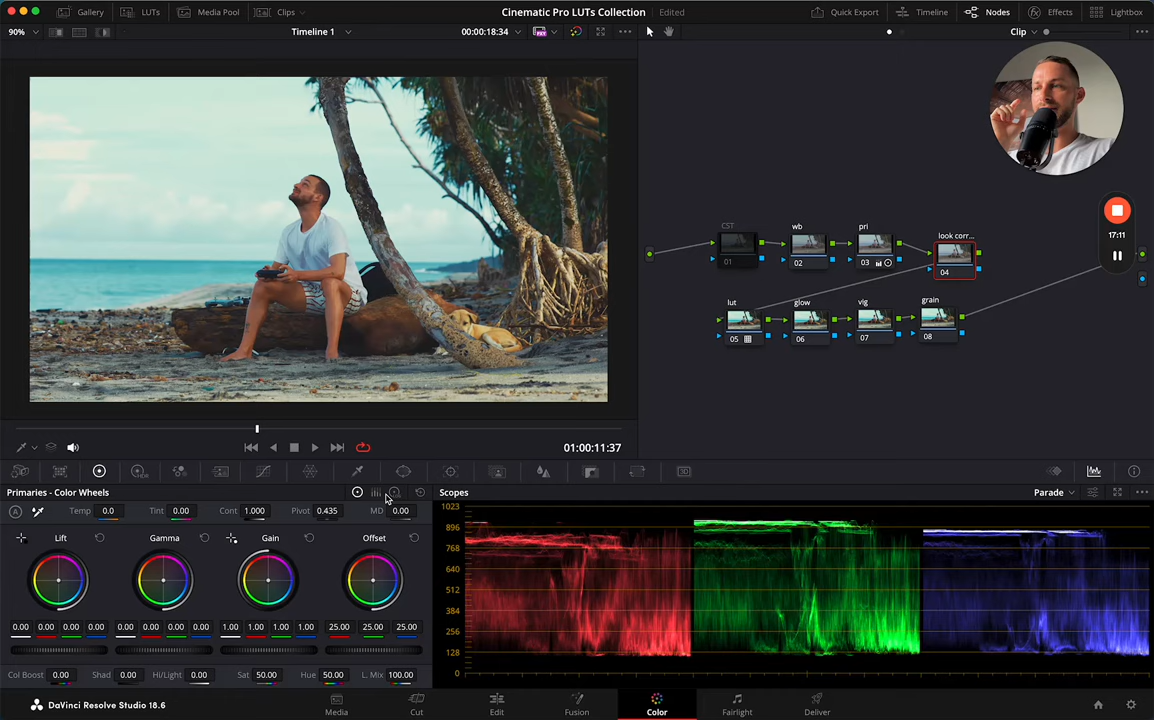 Gallery LUTs Media Pool Clips Cinematic Pro LUTs Collection Edited Quick Export Timeline Nodes Effects Lightbox
90% Timeline 1 00:00:18:34 Clip
17:11
CST wb pri look corr...
01 02 03 04
lut glow vig grain
05 06 07 08
01:00:11:37
Primaries - Color Wheels Scopes Parade
Temp 0.0 Tint 0.00 Cont 1.000 Pivot 0.435 MD 0.00
Lift Gamma Gain Offset
0.00 0.00 0.00 0.00 0.00 0.00 0.00 0.00 1.00 1.00 1.00 1.00 25.00 25.00 25.00
Col Boost 0.00 Shad 0.00 Hi/Light 0.00 Sat 50.00 Hue 50.00 L. Mix 100.00
1023
896
768
640
512
384
256
128
0
DaVinci Resolve Studio 18.6 Media Cut Edit Fusion Color Fairlight Deliver